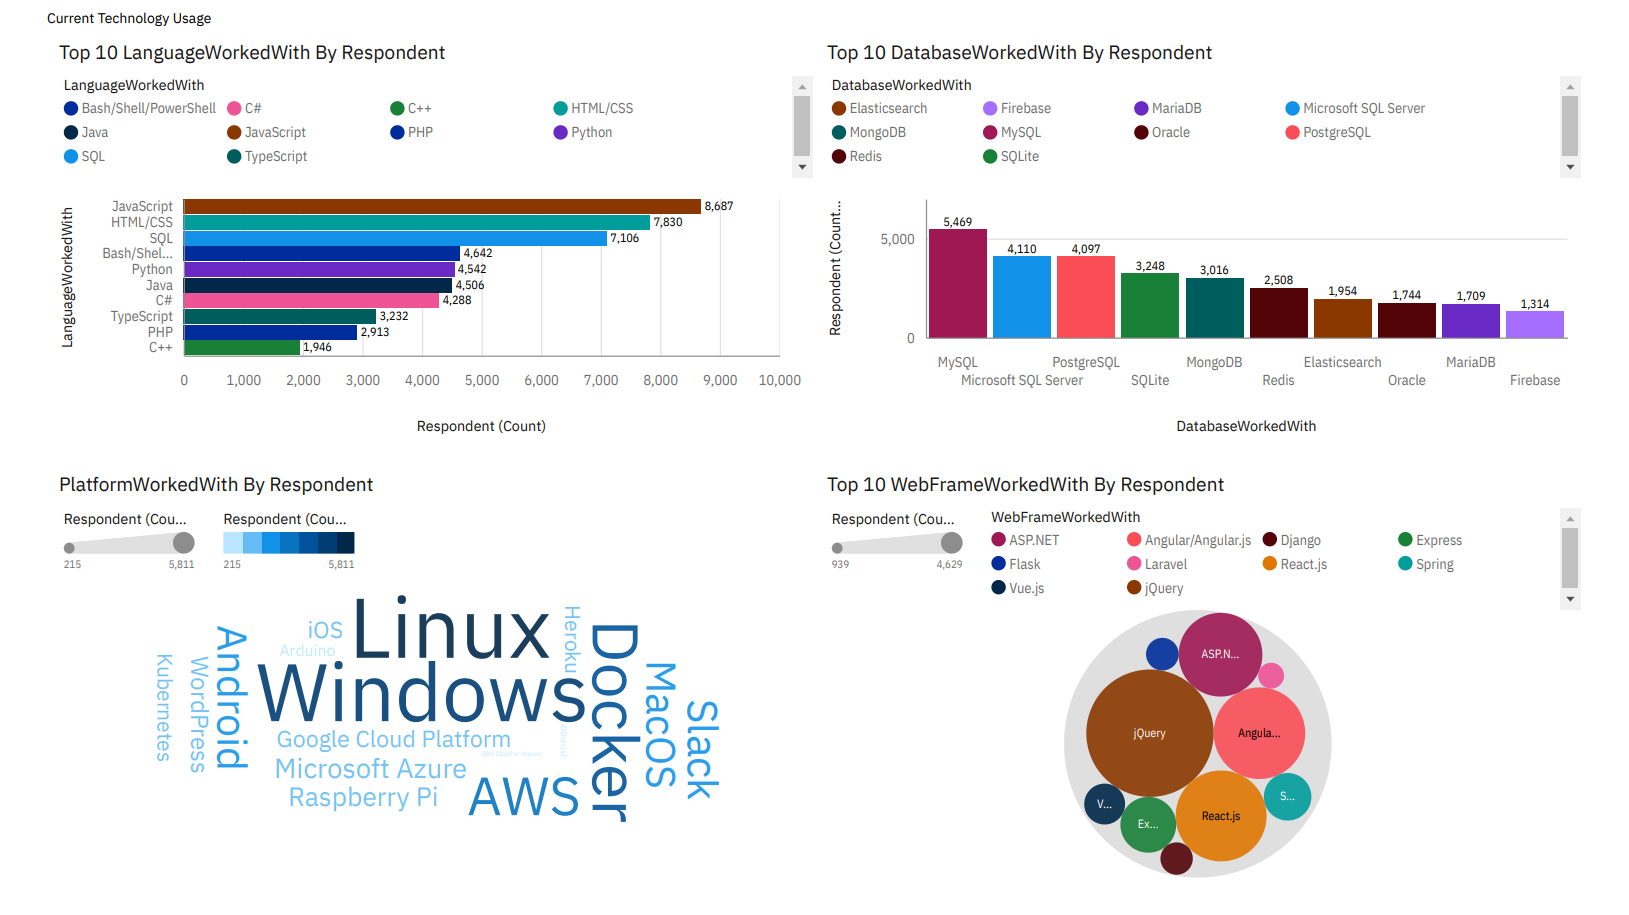 Current Technology Usage
Top 10 LanguageWorkedWith By Respondent
LanguageWorkedWith
Bash/Shell/PowerShell C# C++ HTML/CSS
Java JavaScript PHP Python
SQL TypeScript
LanguageWorkedWith
JavaScript 8,687
HTML/CSS 7,830
SQL 7,106
Bash/Shel... 4,642
Python 4,542
Java 4,506
C# 4,288
TypeScript 3,232
PHP 2,913
C++ 1,946
0 1,000 2,000 3,000 4,000 5,000 6,000 7,000 8,000 9,000 10,000
Respondent (Count)
Top 10 DatabaseWorkedWith By Respondent
DatabaseWorkedWith
Elasticsearch Firebase MariaDB Microsoft SQL Server
MongoDB MySQL Oracle PostgreSQL
Redis SQLite
Respondent (Count...
5,000
0
5,469 4,110 4,097 3,248 3,016 2,508 1,954 1,744 1,709 1,314
MySQL PostgreSQL MongoDB Elasticsearch MariaDB
Microsoft SQL Server SQLite Redis Oracle Firebase
DatabaseWorkedWith
PlatformWorkedWith By Respondent
Respondent (Cou... Respondent (Cou...
215 5,811 215 5,811
Linux
iOS
Arduino
Heroku
Docker
Android
Windows
MacOS
Slack
Kubernetes
WordPress
Google Cloud Platform
Microsoft Azure
Raspberry Pi
AWS
Top 10 WebFrameWorkedWith By Respondent
Respondent (Cou...
939 4,629
WebFrameWorkedWith
ASP.NET Angular/Angular.js Django Express
Flask Laravel React.js Spring
Vue.js jQuery
ASP.N...
jQuery
Angula...
V...
S...
Ex...
React.js